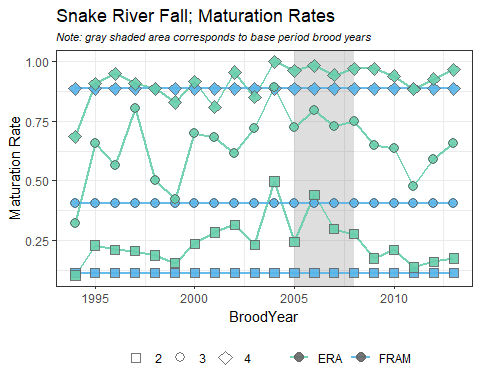 Snake River Fall; Maturation Rates
Note: gray shaded area corresponds to base period brood years
1.00
0.75
0.50
0.25
Maturation Rate
1995 2000 2005 2010
BroodYear
2 3 4 ERA FRAM